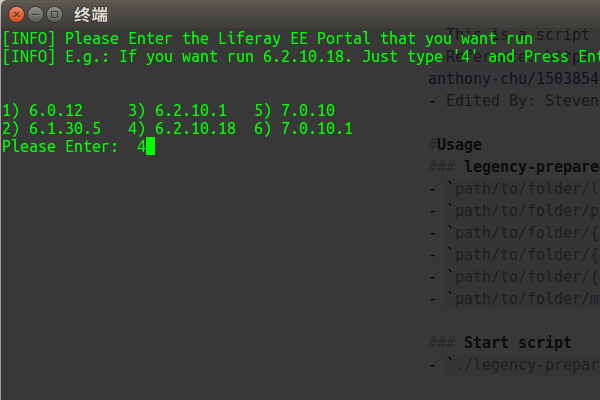 终端
[INFO] Please Enter the Liferay EE Portal that you want run
[INFO] E.g.: If you want run 6.2.10.18. Just type '4' and Press Ent
1) 6.0.12 3) 6.2.10.1 5) 7.0.10
2) 6.1.30.5 4) 6.2.10.18 6) 7.0.10.1
Please Enter: 4
This is a script
anthony-chu/1503854
- Edited By: Steven
#Usage
### legency-prepare
- `path/to/folder/l
- `path/to/folder/p
- `path/to/folder/{
- `path/to/folder/{
- `path/to/folder/{
- `path/to/folder/m
### Start script
- `./legency-prepar